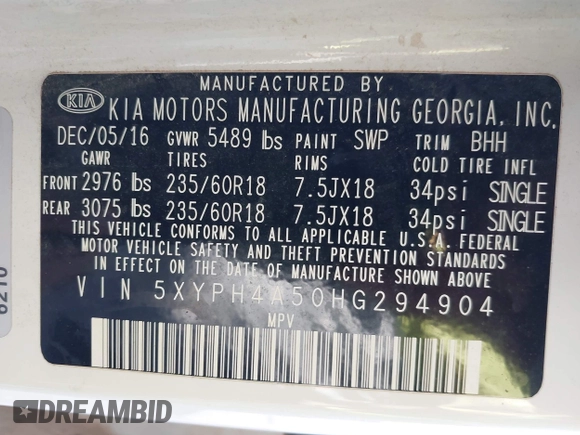 MANUFACTURED BY
KIA KIA MOTORS MANUFACTURING GEORGIA, INC.
DEC/05/16 GVWR 5489 lbs PAINT SWP TRIM BHH
GAWR TIRES RIMS COLD TIRE INFL
FRONT 2976 lbs 235/60R18 7.5JX18 34psi SINGLE
REAR 3075 lbs 235/60R18 7.5JX18 34psi SINGLE
THIS VEHICLE CONFORMS TO ALL APPLICABLE U.S.A. FEDERAL
MOTOR VEHICLE SAFETY AND THEFT PREVENTION STANDARDS
IN EFFECT ON THE DATE OF MANUFACTURE SHOWN ABOVE.
VIN 5XYPH4A50HG294904
MPV
6210
DREAMBID